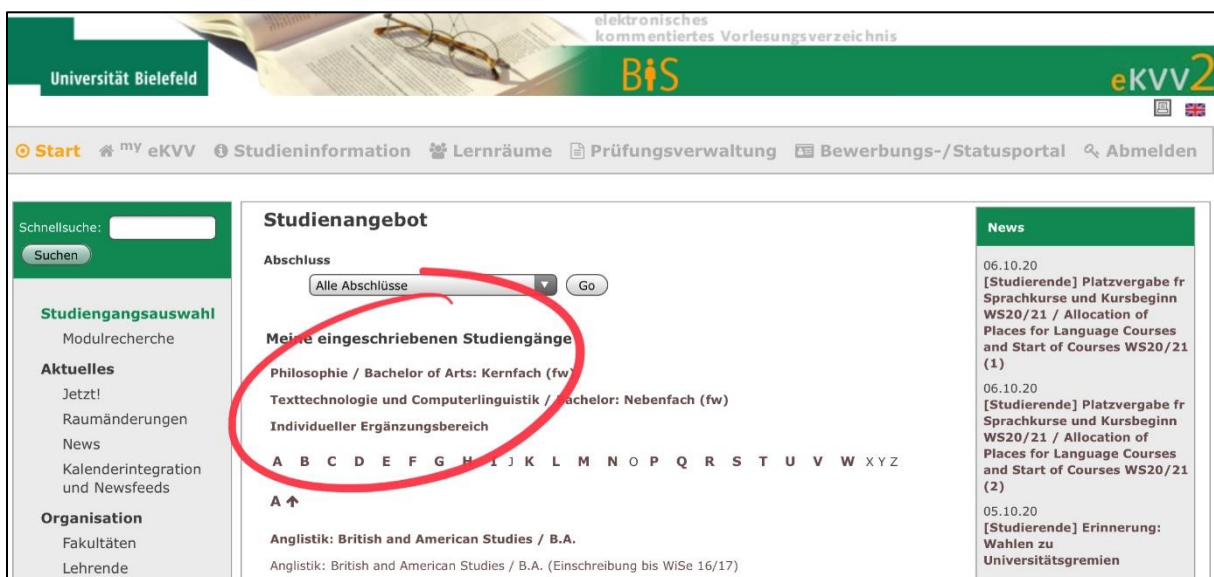 elektronisches
kommentiertes Vorlesungsverzeichnis
Universität Bielefeld
BiS
eKVV2
Start my eKVV Studieninformation Lernräume Prüfungsverwaltung Bewerbungs-/Statusportal Abmelden
Schnellsuche:
Suchen
Studiengangsauswahl
Modulrecherche
Aktuelles
Jetzt!
Raumänderungen
News
Kalenderintegration
und Newsfeeds
Organisation
Fakultäten
Lehrende
Studienangebot
Abschluss
Alle Abschlüsse Go
Meine eingeschriebenen Studiengänge
Philosophie / Bachelor of Arts: Kernfach (fw)
Texttechnologie und Computerlinguistik / Bachelor: Nebenfach (fw)
Individueller Ergänzungsbereich
A B C D E F G H I J K L M N O P Q R S T U V W X Y Z
A
Anglistik: British and American Studies / B.A.
Anglistik: British and American Studies / B.A. (Einschreibung bis WiSe 16/17)
News
06.10.20
[Studierende] Platzvergabe fr
Sprachkurse und Kursbeginn
WS20/21 / Allocation of
Places for Language Courses
and Start of Courses WS20/21
(1)
06.10.20
[Studierende] Platzvergabe fr
Sprachkurse und Kursbeginn
WS20/21 / Allocation of
Places for Language Courses
and Start of Courses WS20/21
(2)
05.10.20
[Studierende] Erinnerung:
Wahlen zu
Universitätsgremien